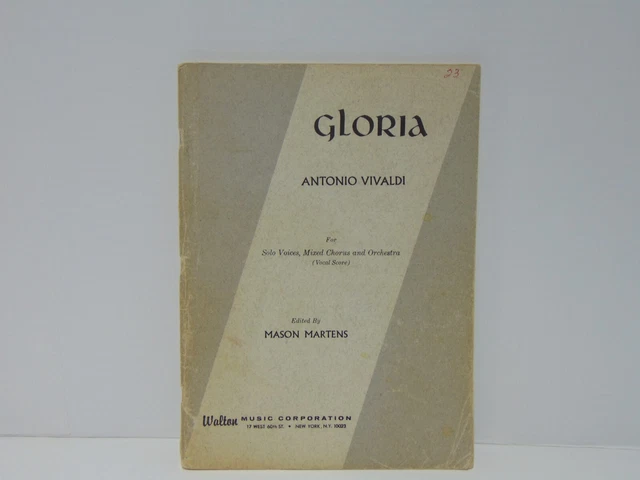 23
GLORIA
ANTONIO VIVALDI
For
Solo Voices, Mixed Chorus and Orchestra
(Vocal Score)
Edited By
MASON MARTENS
Walton MUSIC CORPORATION
17 WEST 60TH ST. • NEW YORK, N.Y. 10023